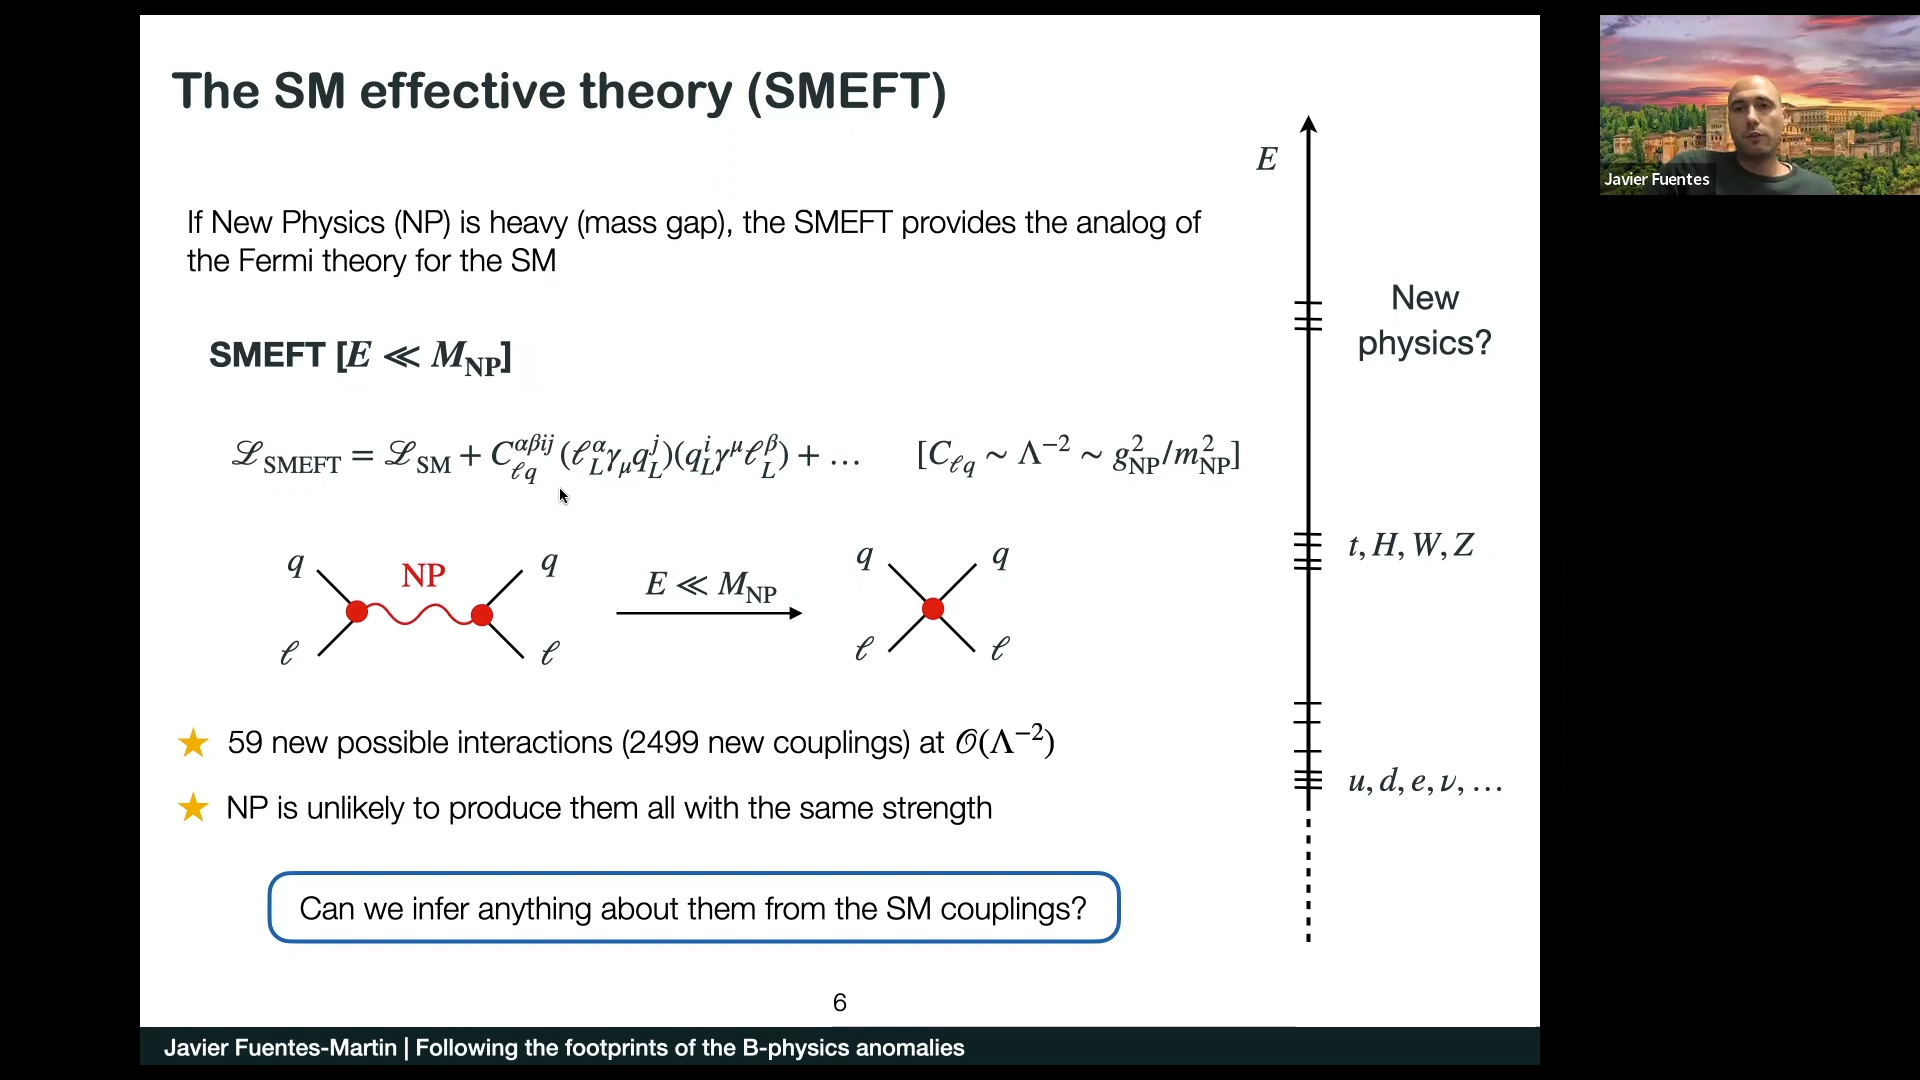 The SM effective theory (SMEFT)
If New Physics (NP) is heavy (mass gap), the SMEFT provides the analog of
the Fermi theory for the SM
SMEFT [E ≪ M_NP]
ℒ_SMEFT = ℒ_SM + C_ℓq^αβij (ℓ_L^α γ_μ q_L^j)(q_L^i γ^μ ℓ_L^β) + … [C_ℓq ~ Λ^−2 ~ g_NP^2/m_NP^2]
q
NP
q
ℓ
ℓ
E ≪ M_NP
q
q
ℓ
ℓ
★ 59 new possible interactions (2499 new couplings) at 𝒪(Λ^−2)
★ NP is unlikely to produce them all with the same strength
Can we infer anything about them from the SM couplings?
E
New
physics?
t, H, W, Z
u, d, e, ν, …
6
Javier Fuentes-Martin | Following the footprints of the B-physics anomalies
Javier Fuentes